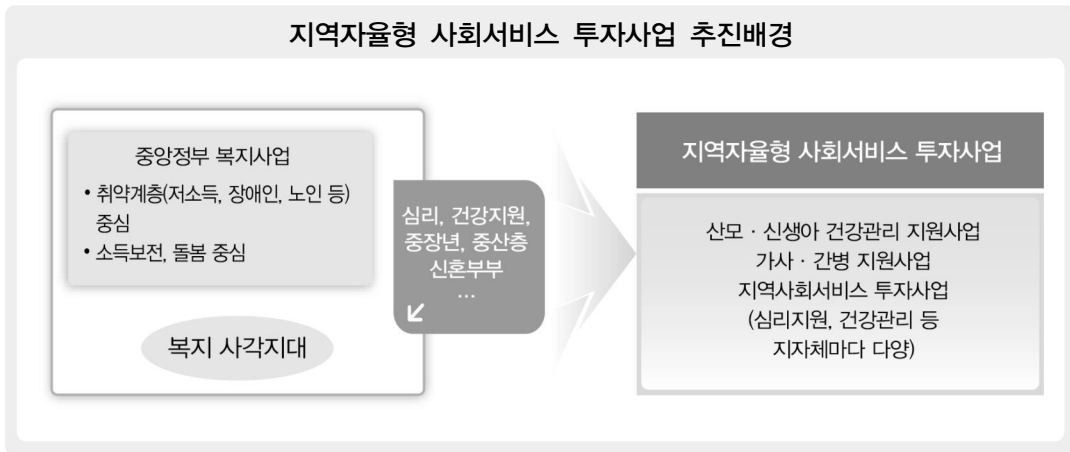 지역자율형 사회서비스 투자사업 추진배경
중앙정부 복지사업
• 취약계층(저소득, 장애인, 노인 등)
중심
• 소득보전, 돌봄 중심
복지 사각지대
심리, 건강지원,
중장년, 중산층
신혼부부
...
지역자율형 사회서비스 투자사업
산모 · 신생아 건강관리 지원사업
가사 · 간병 지원사업
지역사회서비스 투자사업
(심리지원, 건강관리 등
지자체마다 다양)